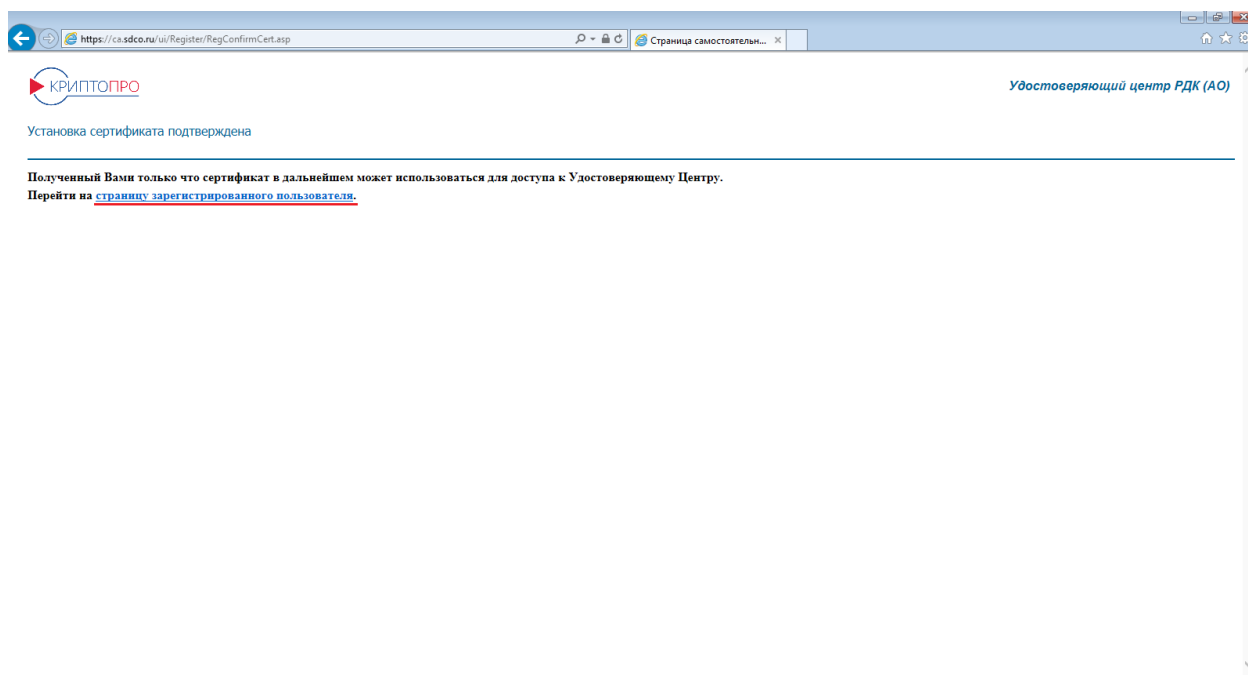 https://ca.sdco.ru/ui/Register/RegConfirmCert.asp
Страница самостоятельн...
КРИПТОПРО
Удостоверяющий центр РДК (АО)
Установка сертификата подтверждена
Полученный Вами только что сертификат в дальнейшем может использоваться для доступа к Удостоверяющему Центру.
Перейти на страницу зарегистрированного пользователя.